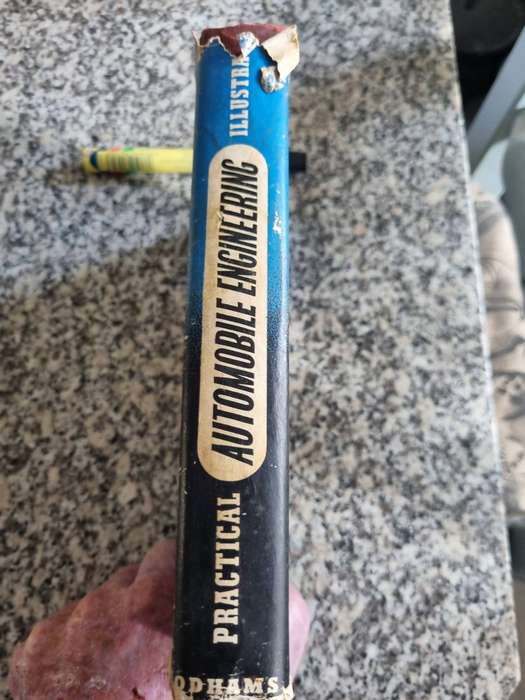 PRACTICAL
AUTOMOBILE ENGINEERING
ILLUSTRA
ODHAMS